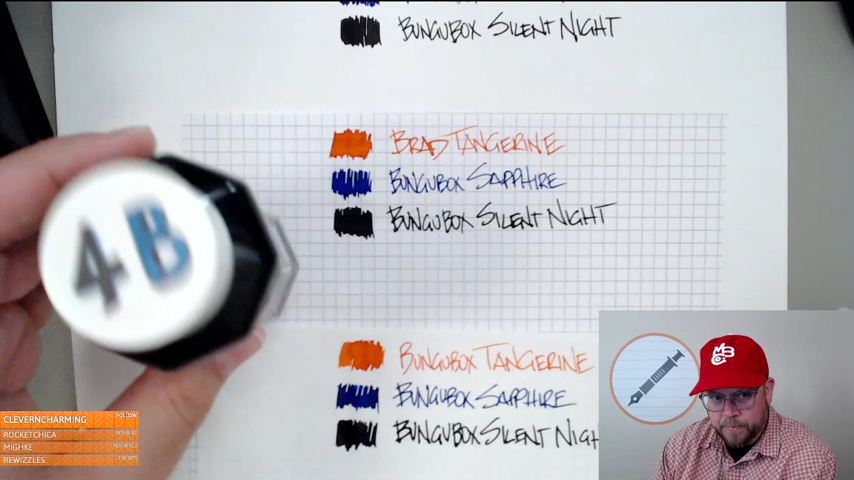 BUNGUBOX SILENT NIGHT
BRAD TANGERINE
BUNGUBOX SAPPHIRE
BUNGUBOX SILENT NIGHT
4B
BUNGUBOX TANGERINE
BUNGUBOX SAPPHIRE
BUNGUBOX SILENT NIGH
CLEVERNCHARMING FOLLOW
ROCKETCHICA
MIGHKE
REWIZZLES